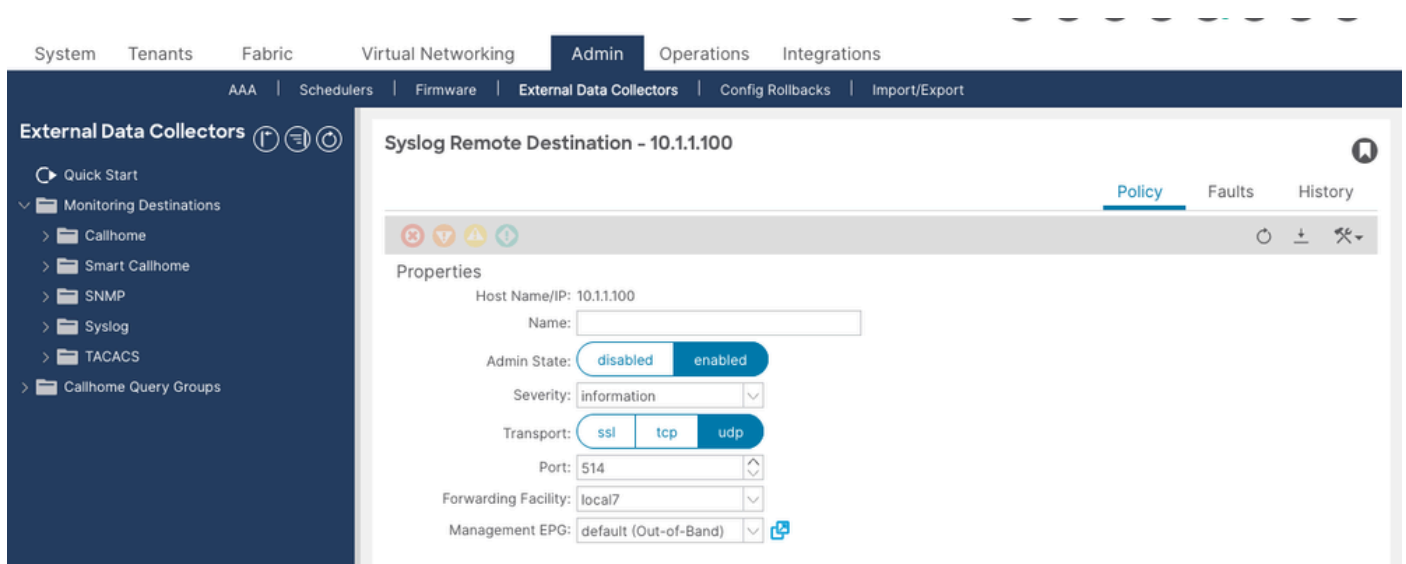 System Tenants Fabric Virtual Networking Admin Operations Integrations
AAA | Schedulers | Firmware | External Data Collectors | Config Rollbacks | Import/Export
External Data Collectors
Quick Start
Monitoring Destinations
Callhome
Smart Callhome
SNMP
Syslog
TACACS
Callhome Query Groups
Syslog Remote Destination - 10.1.1.100
Policy Faults History
Properties
Host Name/IP: 10.1.1.100
Name:
Admin State: disabled enabled
Severity: information
Transport: ssl tcp udp
Port: 514
Forwarding Facility: local7
Management EPG: default (Out-of-Band)